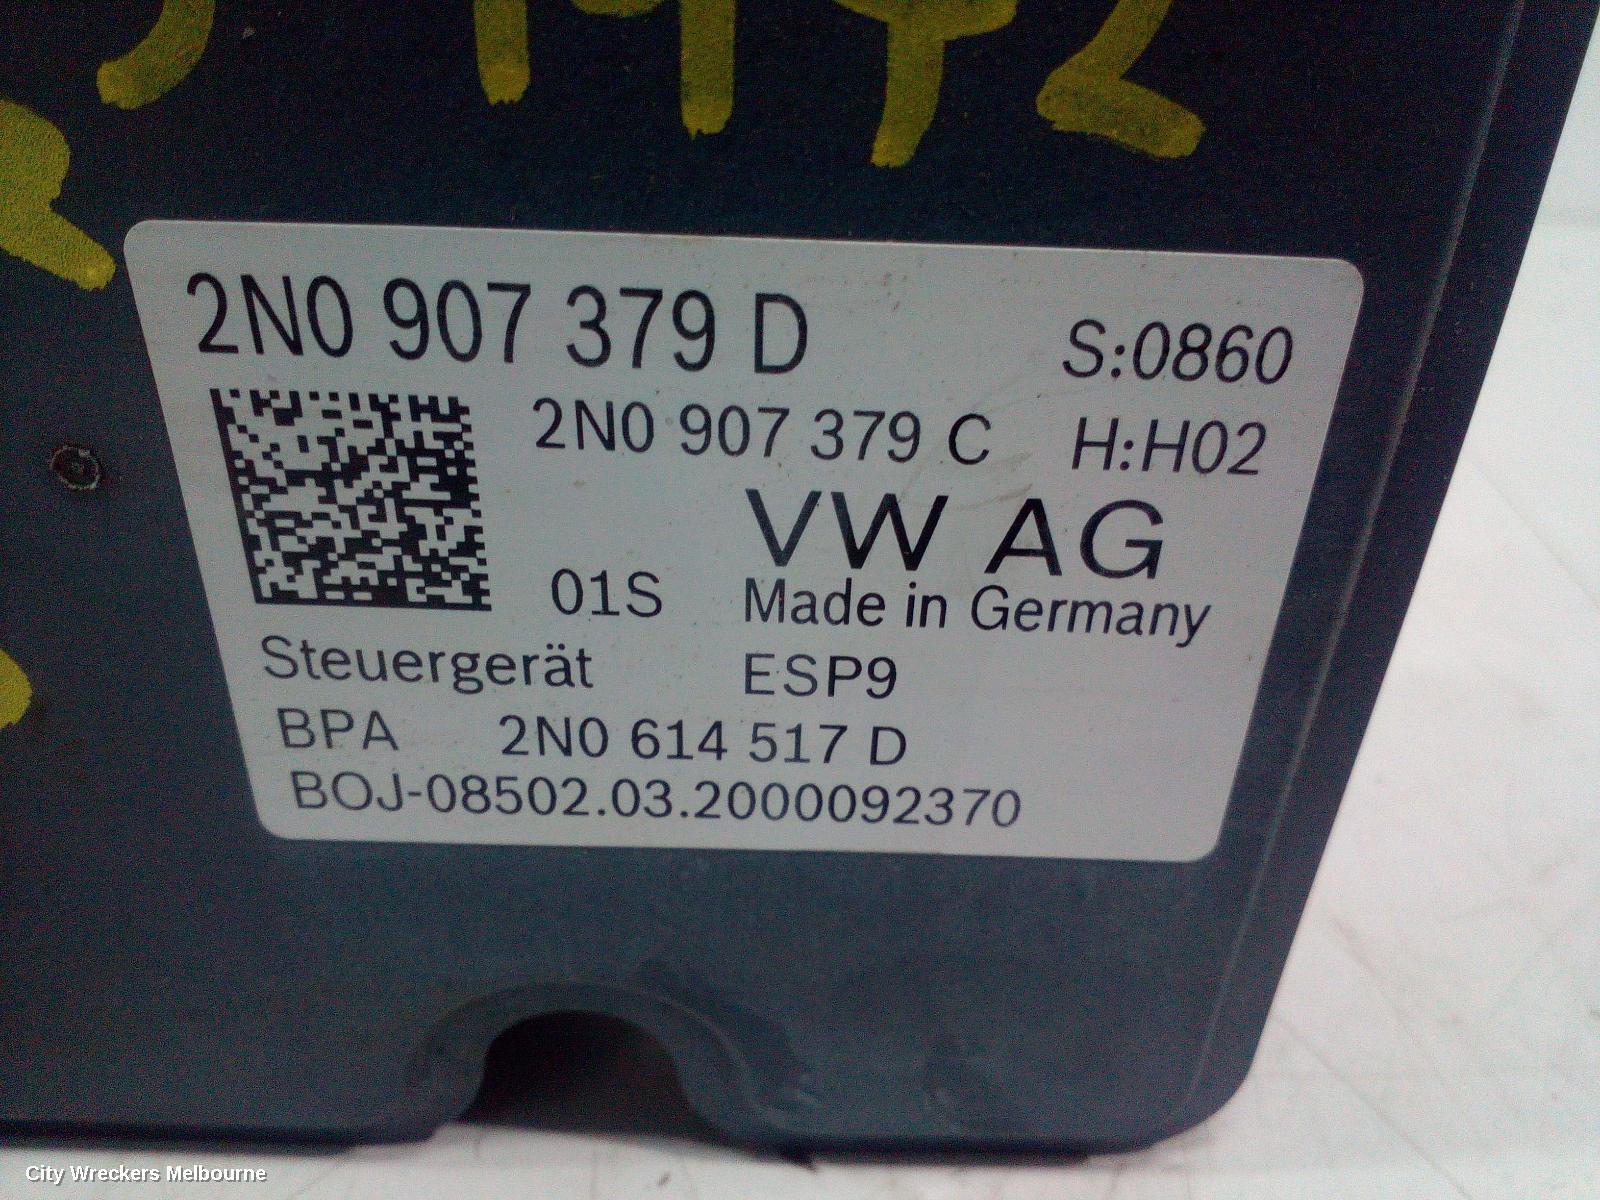 2N0 907 379 D S:0860
2N0 907 379 C H:H02
VW AG
01S Made in Germany
Steuergerät ESP9
BPA 2N0 614 517 D
BOJ-08502.03.2000092370
City Wreckers Melbourne